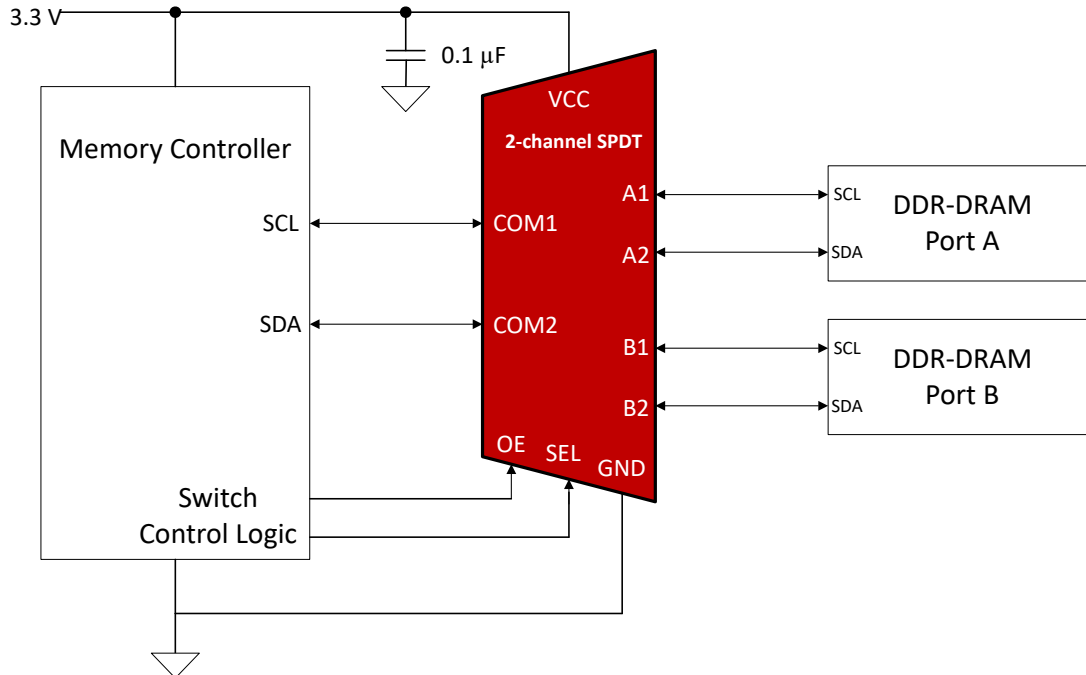 3.3 V
0.1 μF
VCC
2-channel SPDT
Memory Controller
SCL
SDA
Switch
Control Logic
COM1
COM2
A1
A2
B1
B2
OE
SEL
GND
SCL
SDA
DDR-DRAM
Port A
SCL
SDA
DDR-DRAM
Port B